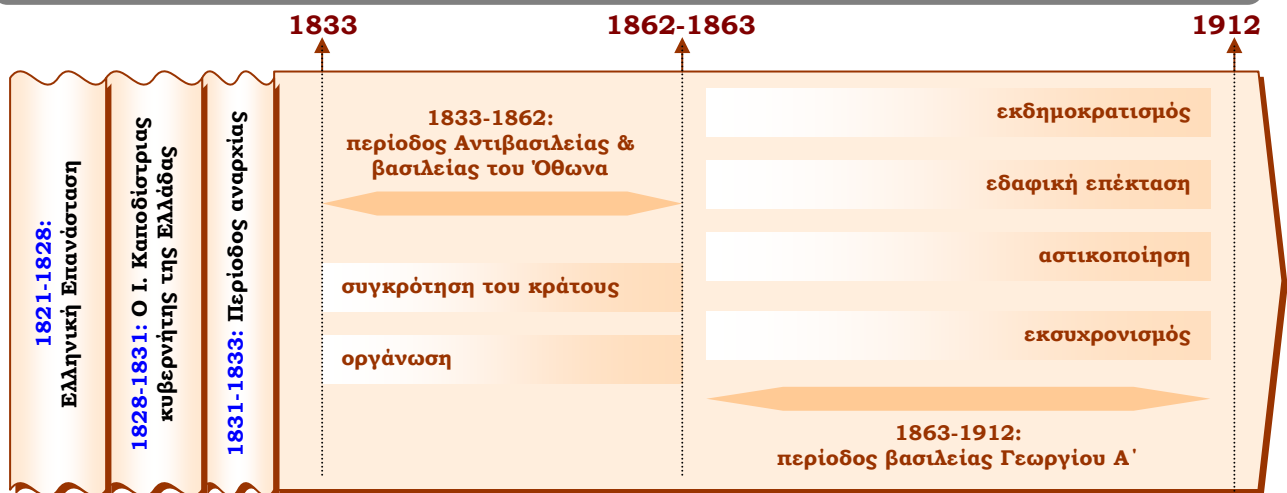 1833
1862-1863
1912
1821-1828:
Ελληνική Επανάσταση
1828-1831: Ο Ι. Καποδίστριας
κυβερνήτης της Ελλάδας
1831-1833: Περίοδος αναρχίας
1833-1862:
περίοδος Αντιβασιλείας &
βασιλείας του Όθωνα
συγκρότηση του κράτους
οργάνωση
εκδημοκρατισμός
εδαφική επέκταση
αστικοποίηση
εκσυχρονισμός
1863-1912:
περίοδος βασιλείας Γεωργίου Α΄